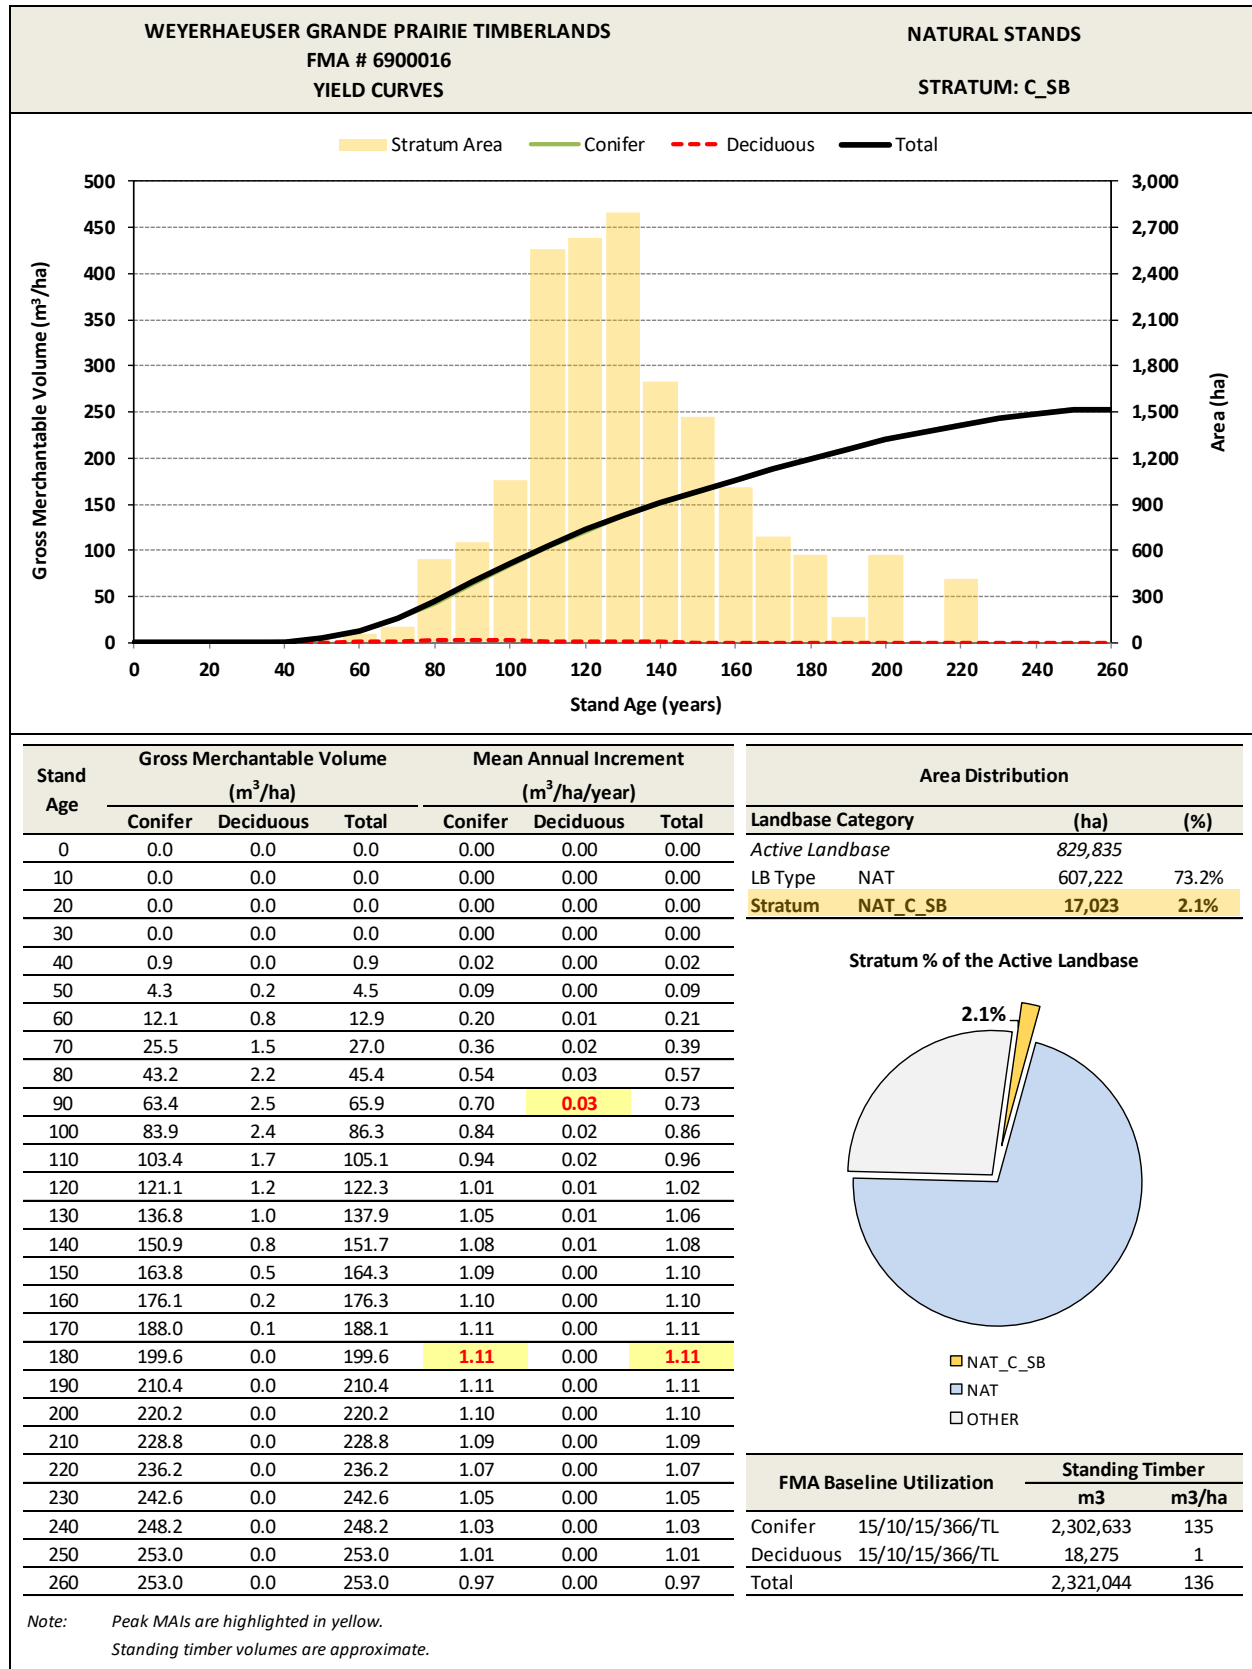 WEYERHAEUSER GRANDE PRAIRIE TIMBERLANDS
FMA # 6900016
YIELD CURVES
NATURAL STANDS
STRATUM: C_SB
Stratum Area Conifer Deciduous Total
Gross Merchantable Volume (m³/ha)
500
450
400
350
300
250
200
150
100
50
0
3,000
2,700
2,400
2,100
1,800
1,500
1,200
900
600
300
0
Area (ha)
0 20 40 60 80 100 120 140 160 180 200 220 240 260
Stand Age (years)
Stand Age
Gross Merchantable Volume (m³/ha)
Mean Annual Increment (m³/ha/year)
Conifer Deciduous Total Conifer Deciduous Total
0 0.0 0.0 0.0 0.00 0.00 0.00
10 0.0 0.0 0.0 0.00 0.00 0.00
20 0.0 0.0 0.0 0.00 0.00 0.00
30 0.0 0.0 0.0 0.00 0.00 0.00
40 0.9 0.0 0.9 0.02 0.00 0.02
50 4.3 0.2 4.5 0.09 0.00 0.09
60 12.1 0.8 12.9 0.20 0.01 0.21
70 25.5 1.5 27.0 0.36 0.02 0.39
80 43.2 2.2 45.4 0.54 0.03 0.57
90 63.4 2.5 65.9 0.70 0.03 0.73
100 83.9 2.4 86.3 0.84 0.02 0.86
110 103.4 1.7 105.1 0.94 0.02 0.96
120 121.1 1.2 122.3 1.01 0.01 1.02
130 136.8 1.0 137.9 1.05 0.01 1.06
140 150.9 0.8 151.7 1.08 0.01 1.08
150 163.8 0.5 164.3 1.09 0.00 1.10
160 176.1 0.2 176.3 1.10 0.00 1.10
170 188.0 0.1 188.1 1.11 0.00 1.11
180 199.6 0.0 199.6 1.11 0.00 1.11
190 210.4 0.0 210.4 1.11 0.00 1.11
200 220.2 0.0 220.2 1.10 0.00 1.10
210 228.8 0.0 228.8 1.09 0.00 1.09
220 236.2 0.0 236.2 1.07 0.00 1.07
230 242.6 0.0 242.6 1.05 0.00 1.05
240 248.2 0.0 248.2 1.03 0.00 1.03
250 253.0 0.0 253.0 1.01 0.00 1.01
260 253.0 0.0 253.0 0.97 0.00 0.97
Area Distribution
Landbase Category (ha) (%)
Active Landbase 829,835
LB Type NAT 607,222 73.2%
Stratum NAT_C_SB 17,023 2.1%
Stratum % of the Active Landbase
2.1%
NAT_C_SB
NAT
OTHER
FMA Baseline Utilization
Standing Timber
m3 m3/ha
Conifer 15/10/15/366/TL 2,302,633 135
Deciduous 15/10/15/366/TL 18,275 1
Total 2,321,044 136
Note: Peak MAIs are highlighted in yellow.
Standing timber volumes are approximate.